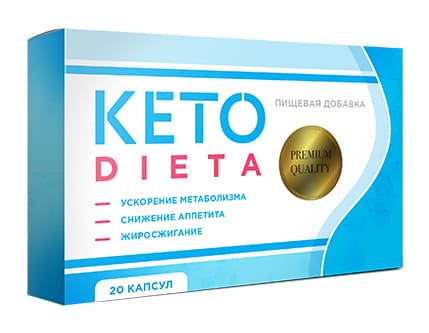 KETO
ПИЩЕВАЯ ДОБАВКА
DIETA
PREMIUM
QUALITY
УСКОРЕНИЕ МЕТАБОЛИЗМА
СНИЖЕНИЕ АППЕТИТА
ЖИРОСЖИГАНИЕ
20 КАПСУЛ